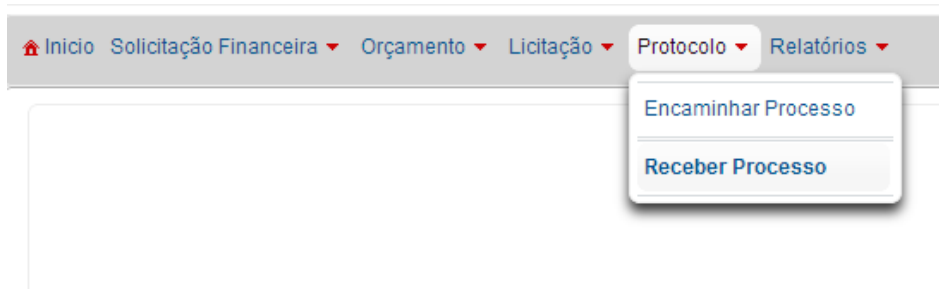 Inicio Solicitação Financeira Orçamento Licitação Protocolo Relatórios
Encaminhar Processo
Receber Processo